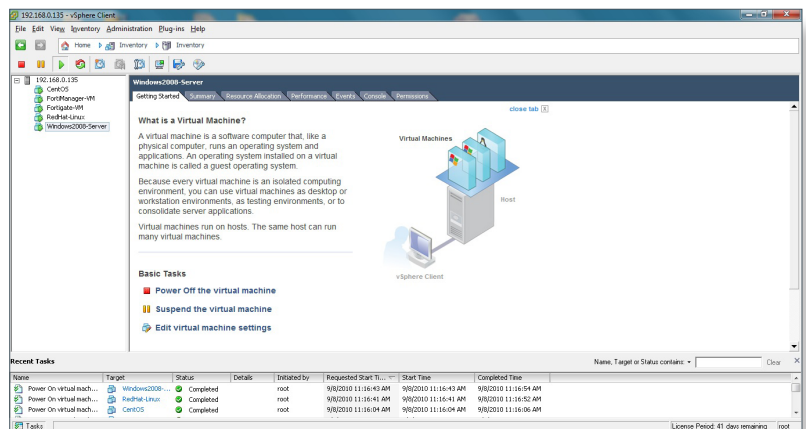 192.168.0.135 - vSphere Client
File Edit View Inventory Administration Plug-ins Help
Home Inventory Inventory
192.168.0.135
CentOS
FortiManager-VM
Fortigate-VM
RedHat-Linux
Windows2008-Server
Windows2008-Server
Getting Started Summary Resource Allocation Performance Events Console Permissions
close tab
What is a Virtual Machine?
A virtual machine is a software computer that, like a
physical computer, runs an operating system and
applications. An operating system installed on a virtual
machine is called a guest operating system.
Because every virtual machine is an isolated computing
environment, you can use virtual machines as desktop or
workstation environments, as testing environments, or to
consolidate server applications.
Virtual machines run on hosts. The same host can run
many virtual machines.
Basic Tasks
Power Off the virtual machine
Suspend the virtual machine
Edit virtual machine settings
Virtual Machines
Host
vSphere Client
Recent Tasks
Name, Target or Status contains: Clear
Name Target Status Details Initiated by Requested Start Ti... Start Time Completed Time
Power On virtual mach... Windows2008-... Completed root 9/8/2010 11:16:43 AM 9/8/2010 11:16:43 AM 9/8/2010 11:16:54 AM
Power On virtual mach... RedHat-Linux Completed root 9/8/2010 11:16:41 AM 9/8/2010 11:16:41 AM 9/8/2010 11:16:52 AM
Power On virtual mach... CentOS Completed root 9/8/2010 11:16:04 AM 9/8/2010 11:16:04 AM 9/8/2010 11:16:06 AM
Tasks License Period: 41 days remaining root